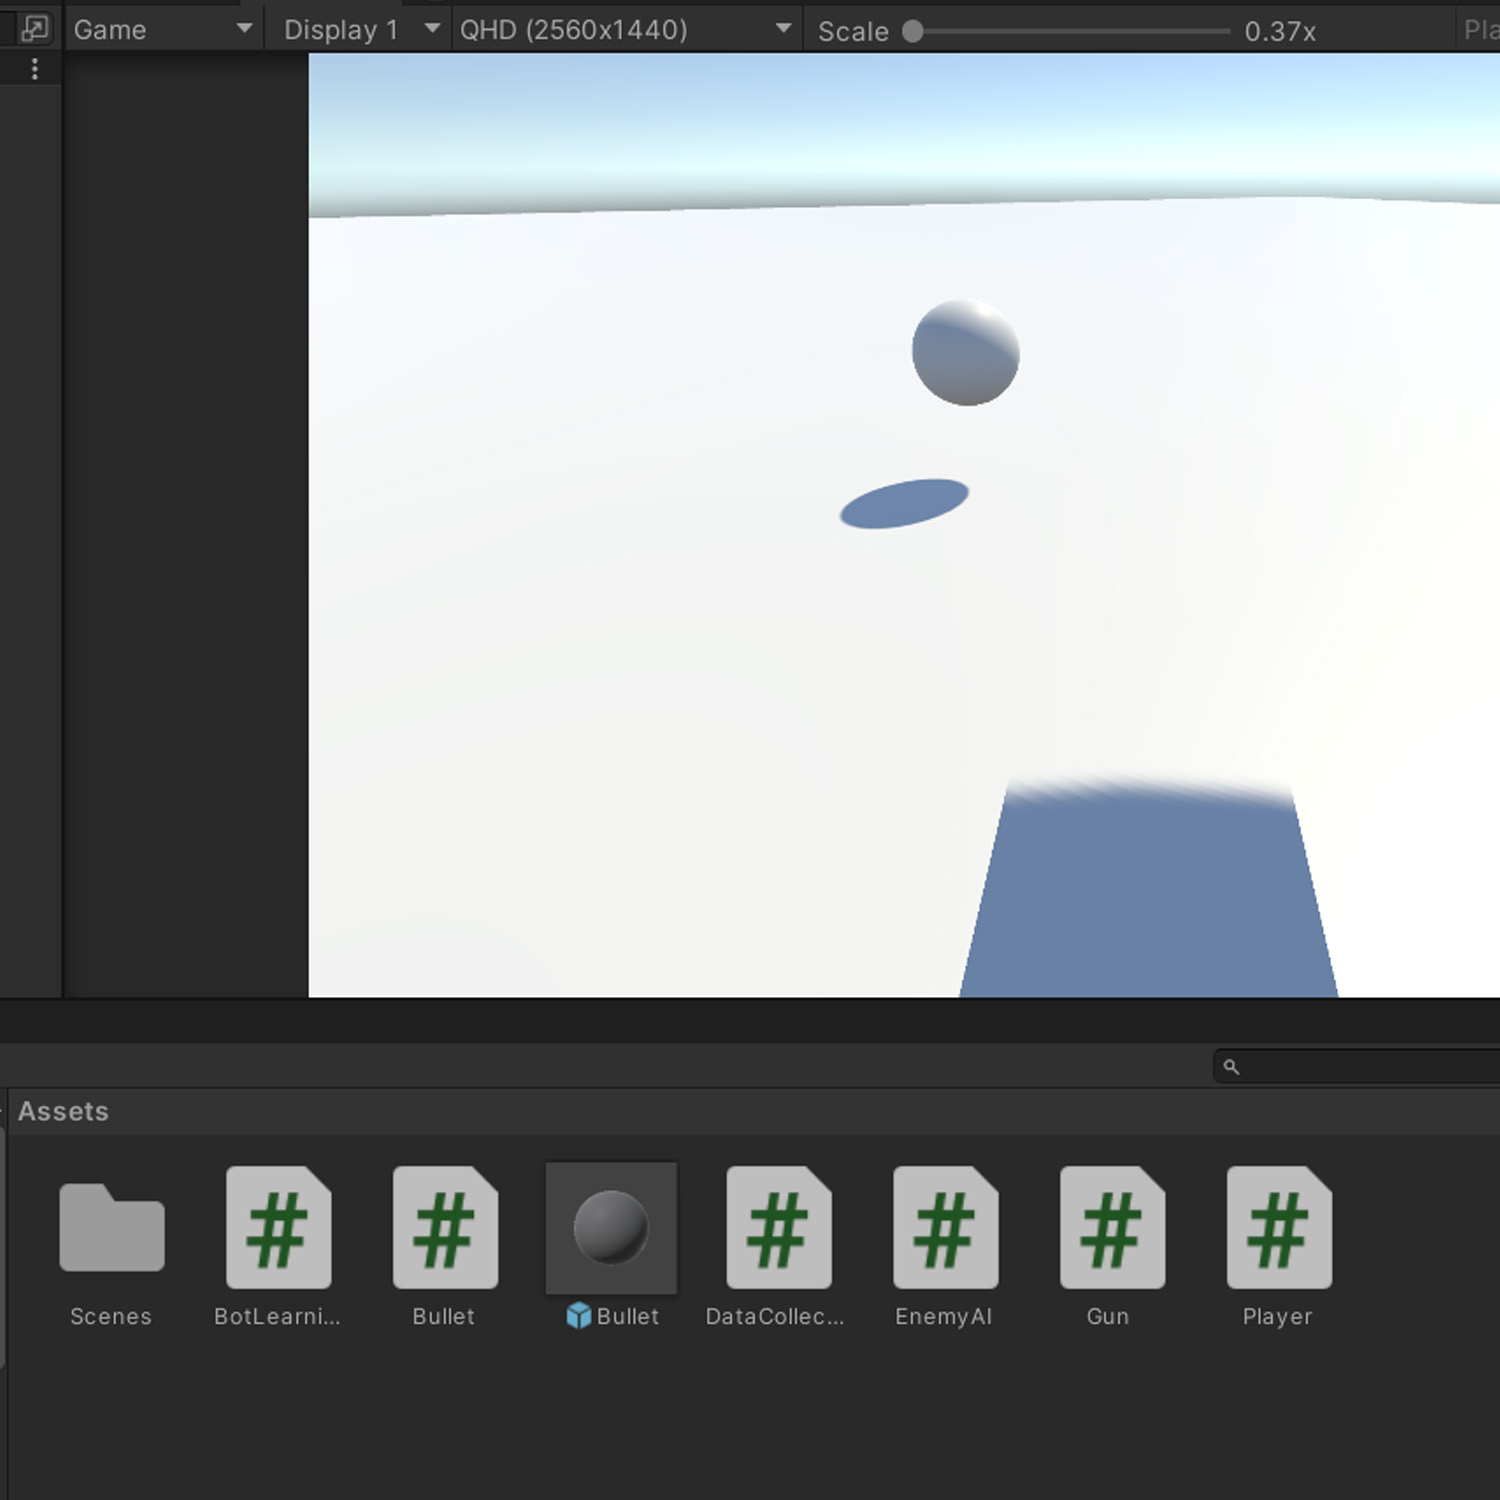 Game Display 1 QHD (2560x1440) Scale 0.37x
Assets
Scenes BotLearni... Bullet Bullet DataCollec... EnemyAI Gun Player